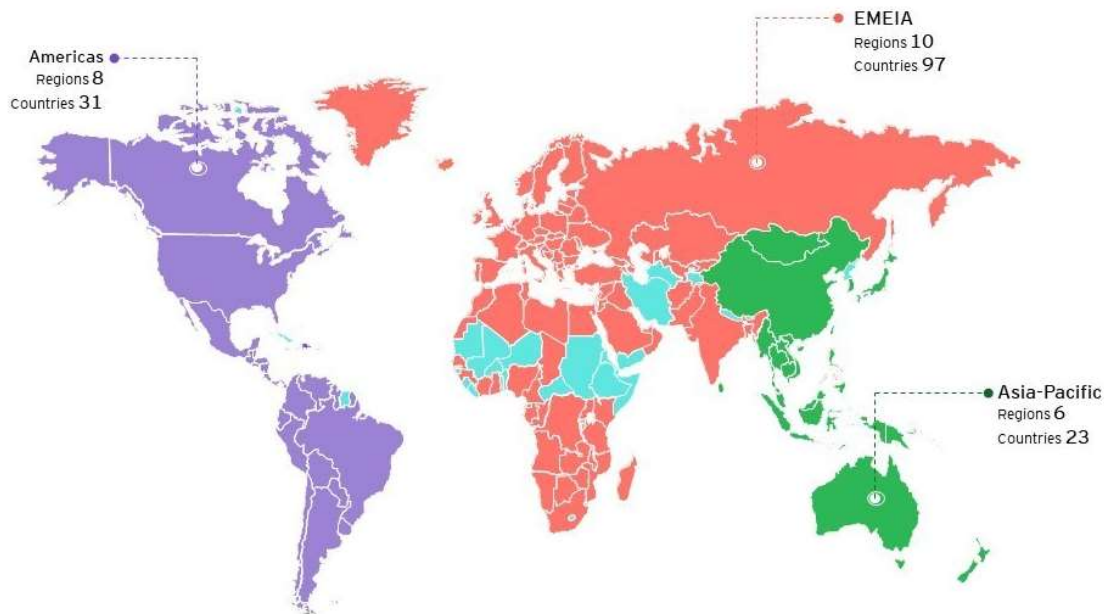 EMEIA
Regions 10
Countries 97
Americas
Regions 8
Countries 31
Asia-Pacific
Regions 6
Countries 23